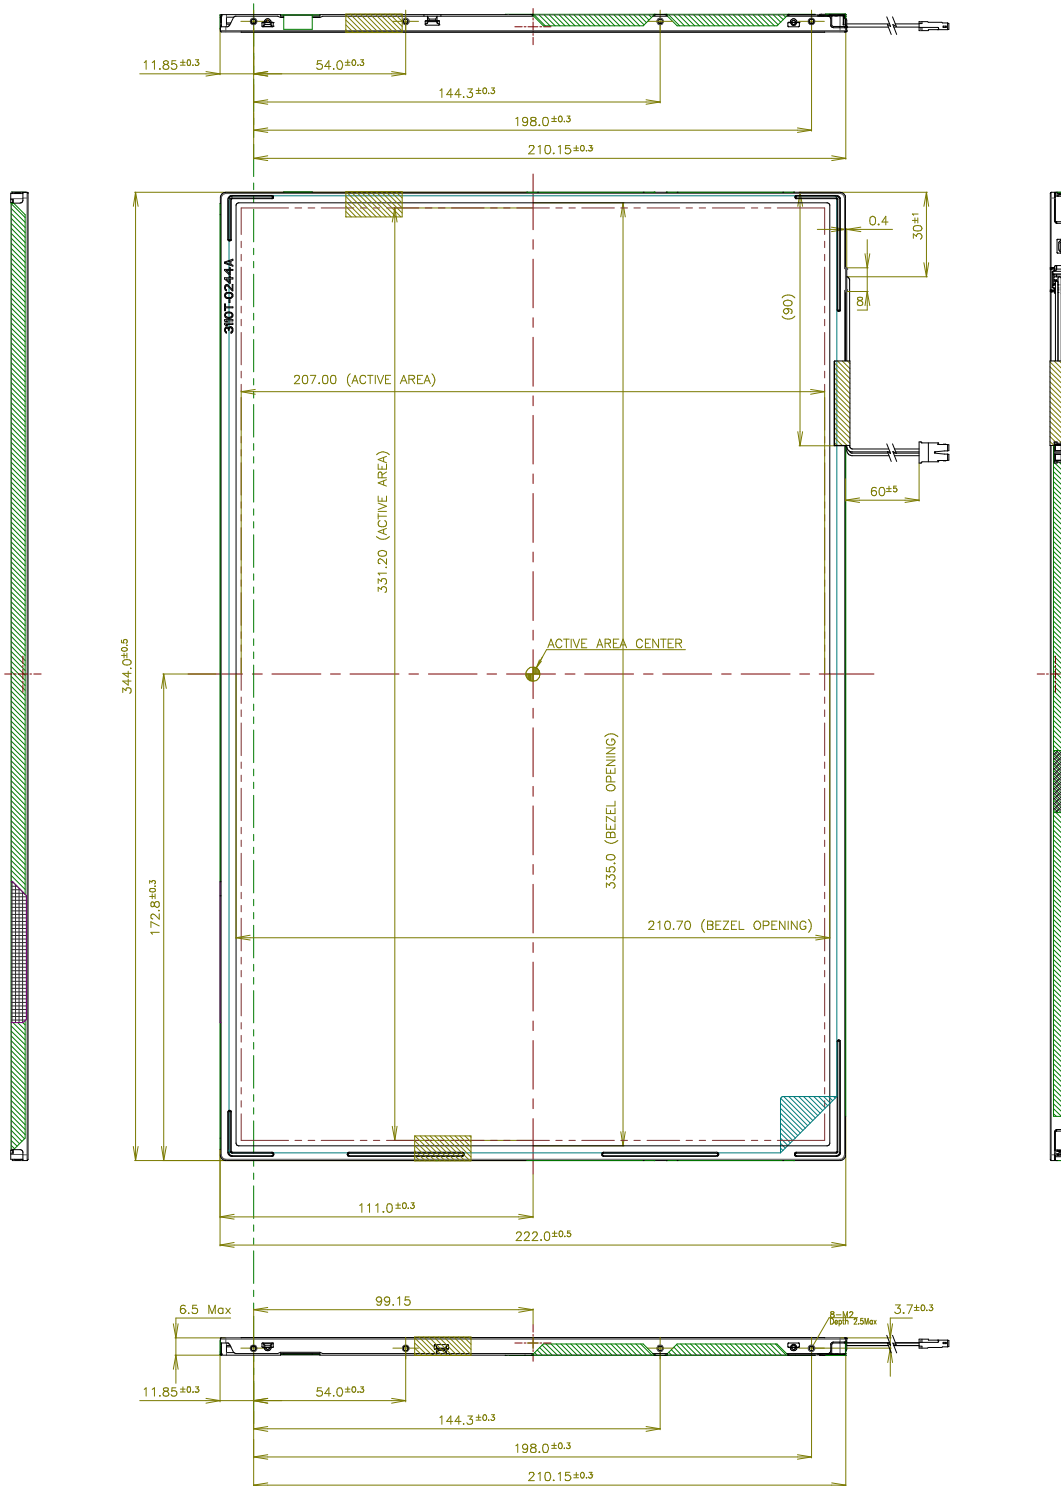 11.85±0.3
54.0±0.3
144.3±0.3
198.0±0.3
210.15±0.3
0.4
30±1
8
(90)
3110T-0244A
207.00 (ACTIVE AREA)
331.20 (ACTIVE AREA)
60±5
344.0±0.5
ACTIVE AREA CENTER
172.8±0.3
335.0 (BEZEL OPENING)
210.70 (BEZEL OPENING)
111.0±0.3
222.0±0.5
6.5 Max
99.15
8-M2
Depth 2.5Max
3.7±0.3
11.85±0.3
54.0±0.3
144.3±0.3
198.0±0.3
210.15±0.3